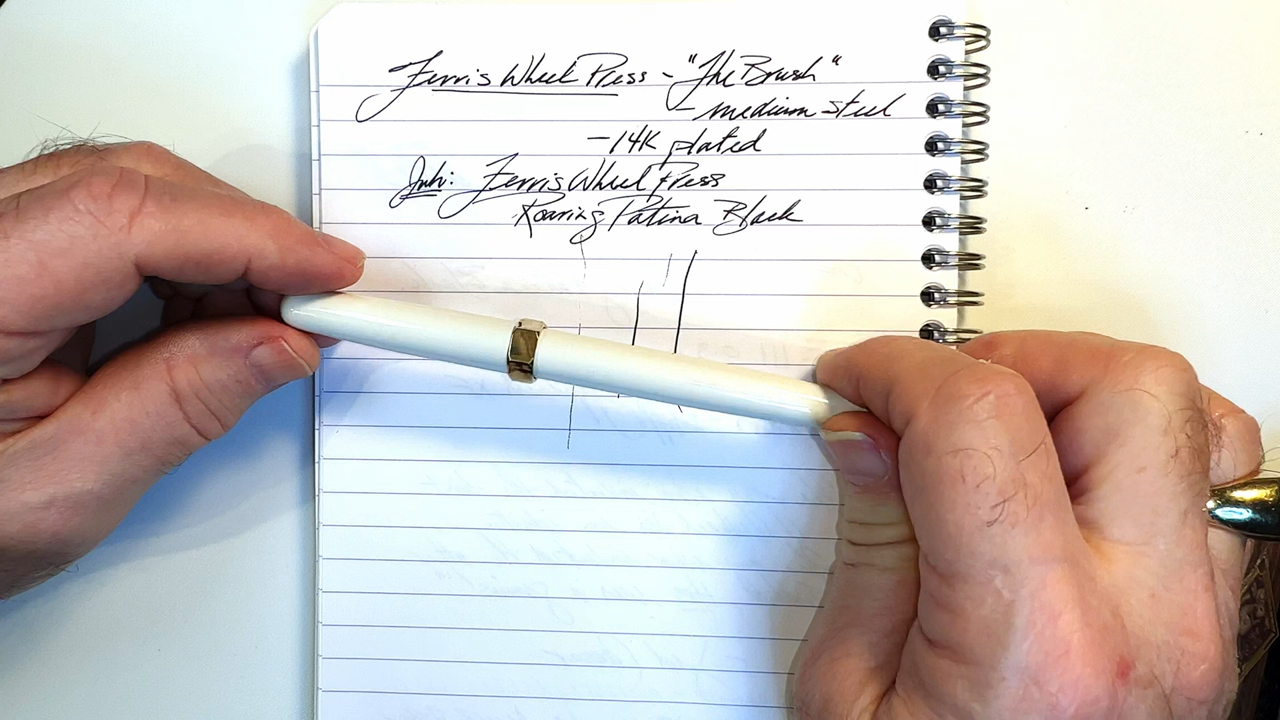 Ferris Wheel Press - "The Brush"
- medium steel
- 14K plated
Ink: Ferris Wheel Press
Roaring Patina Black